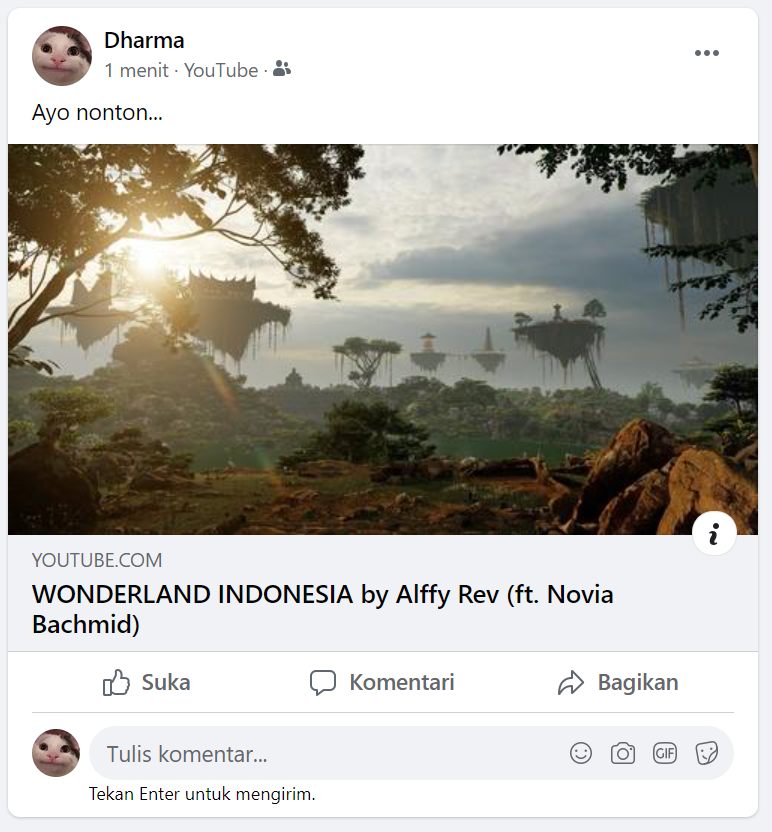 Dharma
1 menit · YouTube ·
Ayo nonton...
i
YOUTUBE.COM
WONDERLAND INDONESIA by Alffy Rev (ft. Novia
Bachmid)
Suka
Komentari
Bagikan
Tulis komentar...
GIF
Tekan Enter untuk mengirim.